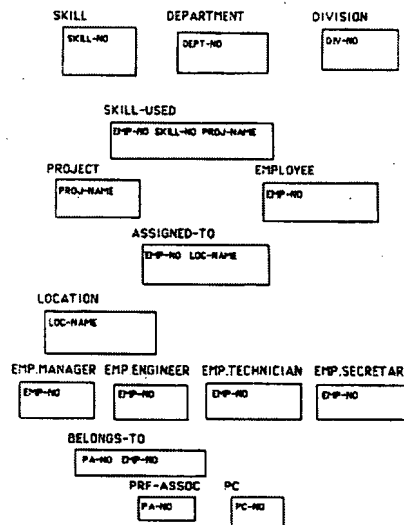 SKILL DEPARTMENT DIVISION
SKILL-NO DEPT-NO DIV-NO
SKILL-USED
EMP-NO SKILL-NO PROJ-NAME
PROJECT EMPLOYEE
PROJ-NAME EMP-NO
ASSIGNED-TO
EMP-NO LOC-NAME
LOCATION
LOC-NAME
EMP.MANAGER EMP.ENGINEER EMP.TECHNICIAN EMP.SECRETAR
EMP-NO EMP-NO EMP-NO EMP-NO
BELONGS-TO
PA-NO EMP-NO
PRF-ASSOC PC
PA-NO PC-NO